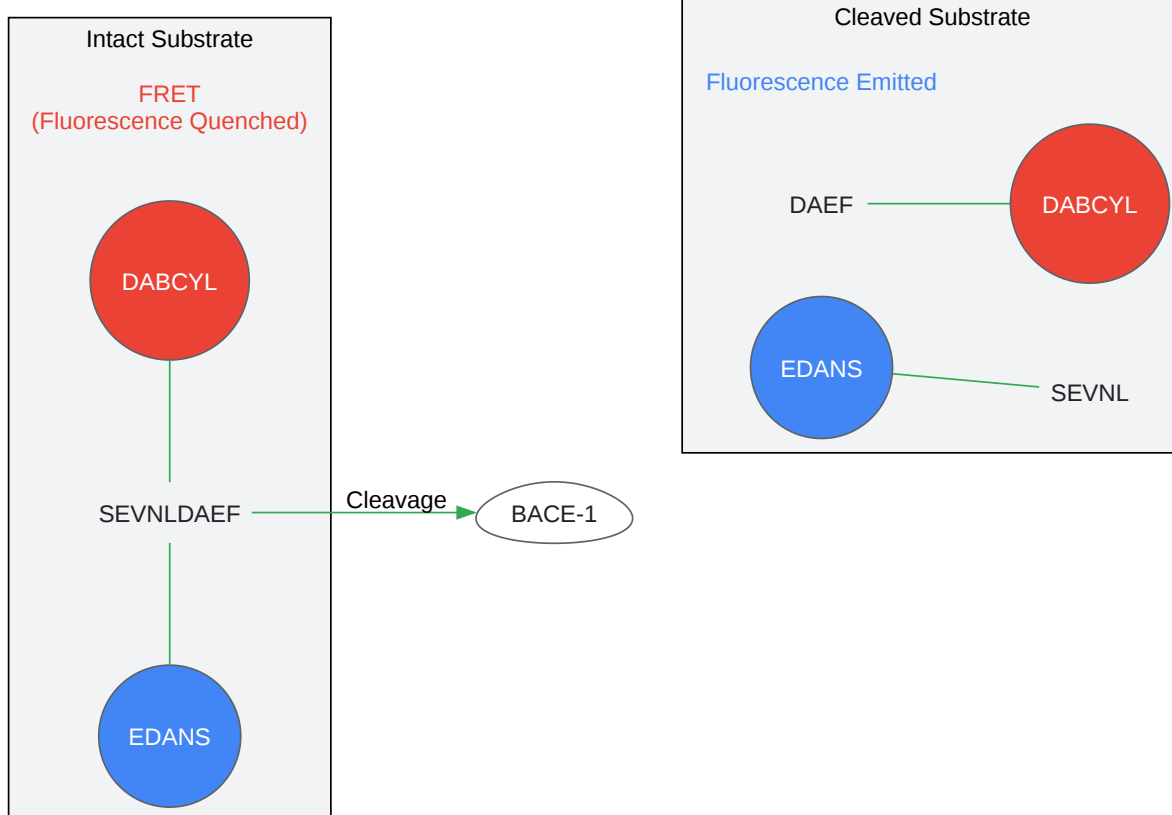 Intact Substrate
FRET
(Fluorescence Quenched)
DABCYL
SEVNLDAEF
EDANS
Cleavage
BACE-1
Cleaved Substrate
Fluorescence Emitted
DAEF
DABCYL
EDANS
SEVNL